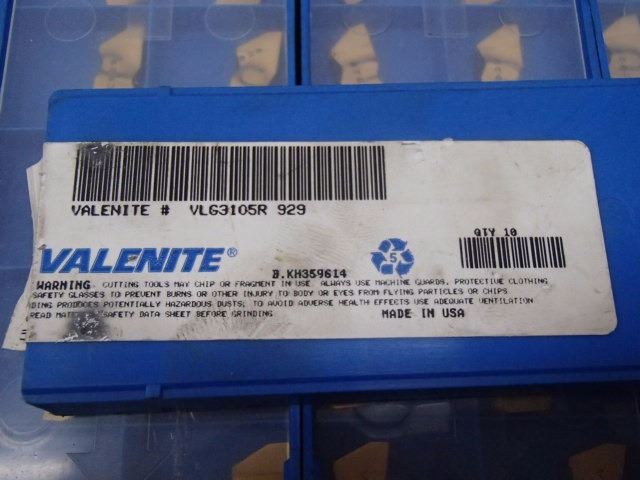 VALENITE # VLG3105R 929
QTY 10
VALENITE®
B.KH359614
5
WARNING CUTTING TOOLS MAY CHIP OR FRAGMENT IN USE. ALWAYS USE MACHINE GUARDS, PROTECTIVE CLOTHING
SAFETY GLASSES TO PREVENT BURNS OR OTHER INJURY TO BODY OR EYES FROM FLYING PARTICLES OR CHIPS
DING PRODUCES POTENTIALLY HAZARDOUS DUSTS; TO AVOID ADVERSE HEALTH EFFECTS USE ADEQUATE VENTILATION
READ SAFETY DATA SHEET BEFORE GRINDING
MADE IN USA